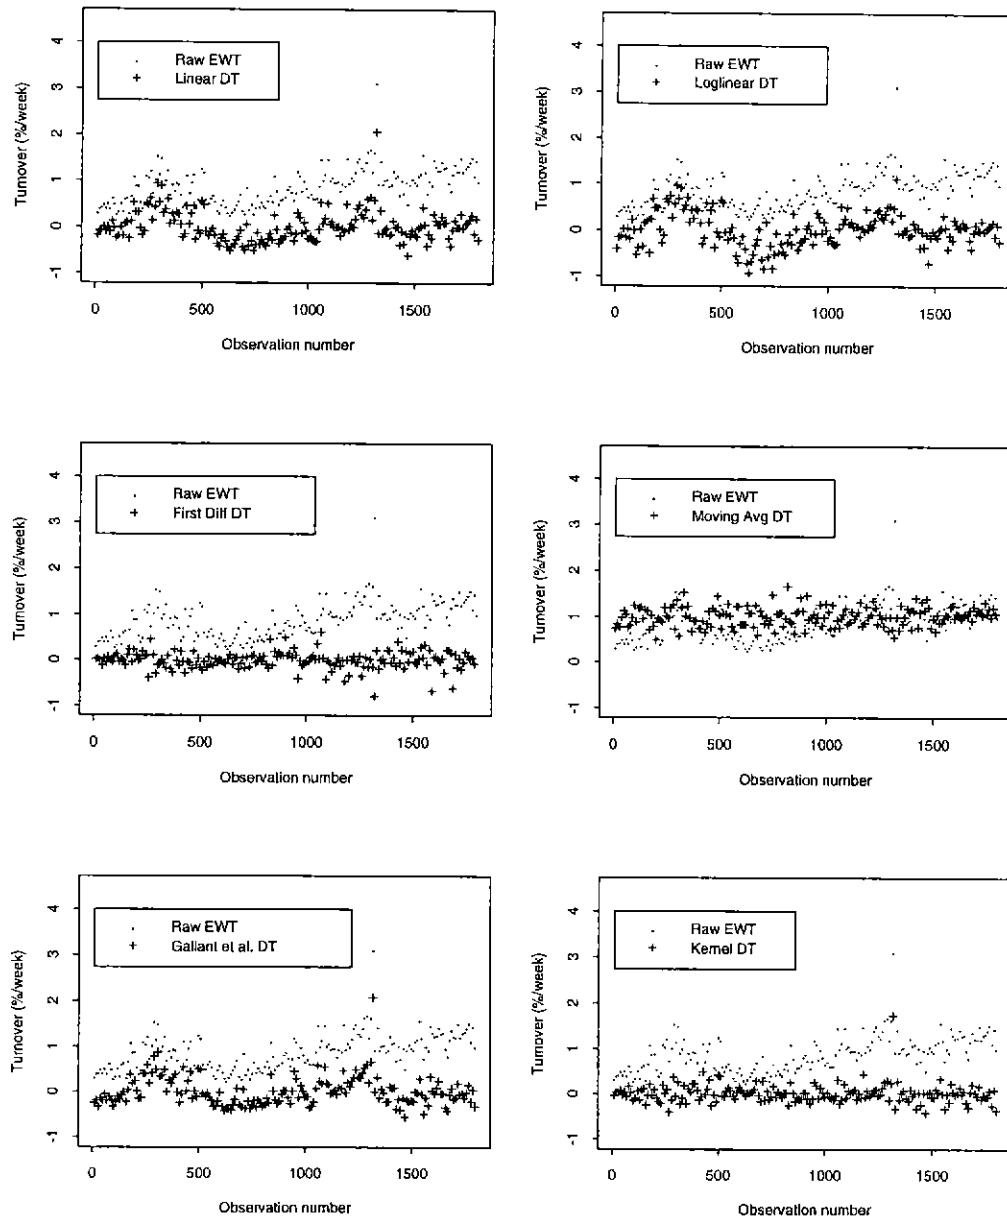 Turnover (%/week)
4
3
2
1
0
-1
· Raw EWT
+ Linear DT
0 500 1000 1500
Observation number
Turnover (%/week)
4
3
2
1
0
-1
· Raw EWT
+ Loglinear DT
0 500 1000 1500
Observation number
Turnover (%/week)
4
3
2
1
0
-1
· Raw EWT
+ First Diff DT
0 500 1000 1500
Observation number
Turnover (%/week)
4
3
2
1
0
-1
· Raw EWT
+ Moving Avg DT
0 500 1000 1500
Observation number
Turnover (%/week)
4
3
2
1
0
-1
· Raw EWT
+ Gallant et al. DT
0 500 1000 1500
Observation number
Turnover (%/week)
4
3
2
1
0
-1
· Raw EWT
+ Kernel DT
0 500 1000 1500
Observation number